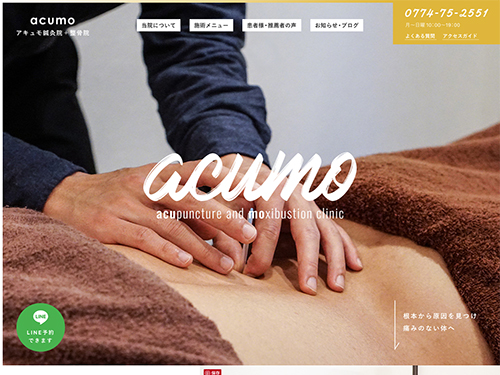 acumo
アキュモ鍼灸院・整骨院
当院について
施術メニュー
患者様・推薦者の声
お知らせ・ブログ
0774-75-2551
月〜日曜 10:00〜19:00
よくある質問 アクセスガイド
acumo
acupuncture and moxibustion clinic
LINE
LINE予約
できます
根本から原因を見つけ
痛みのない体へ
保存